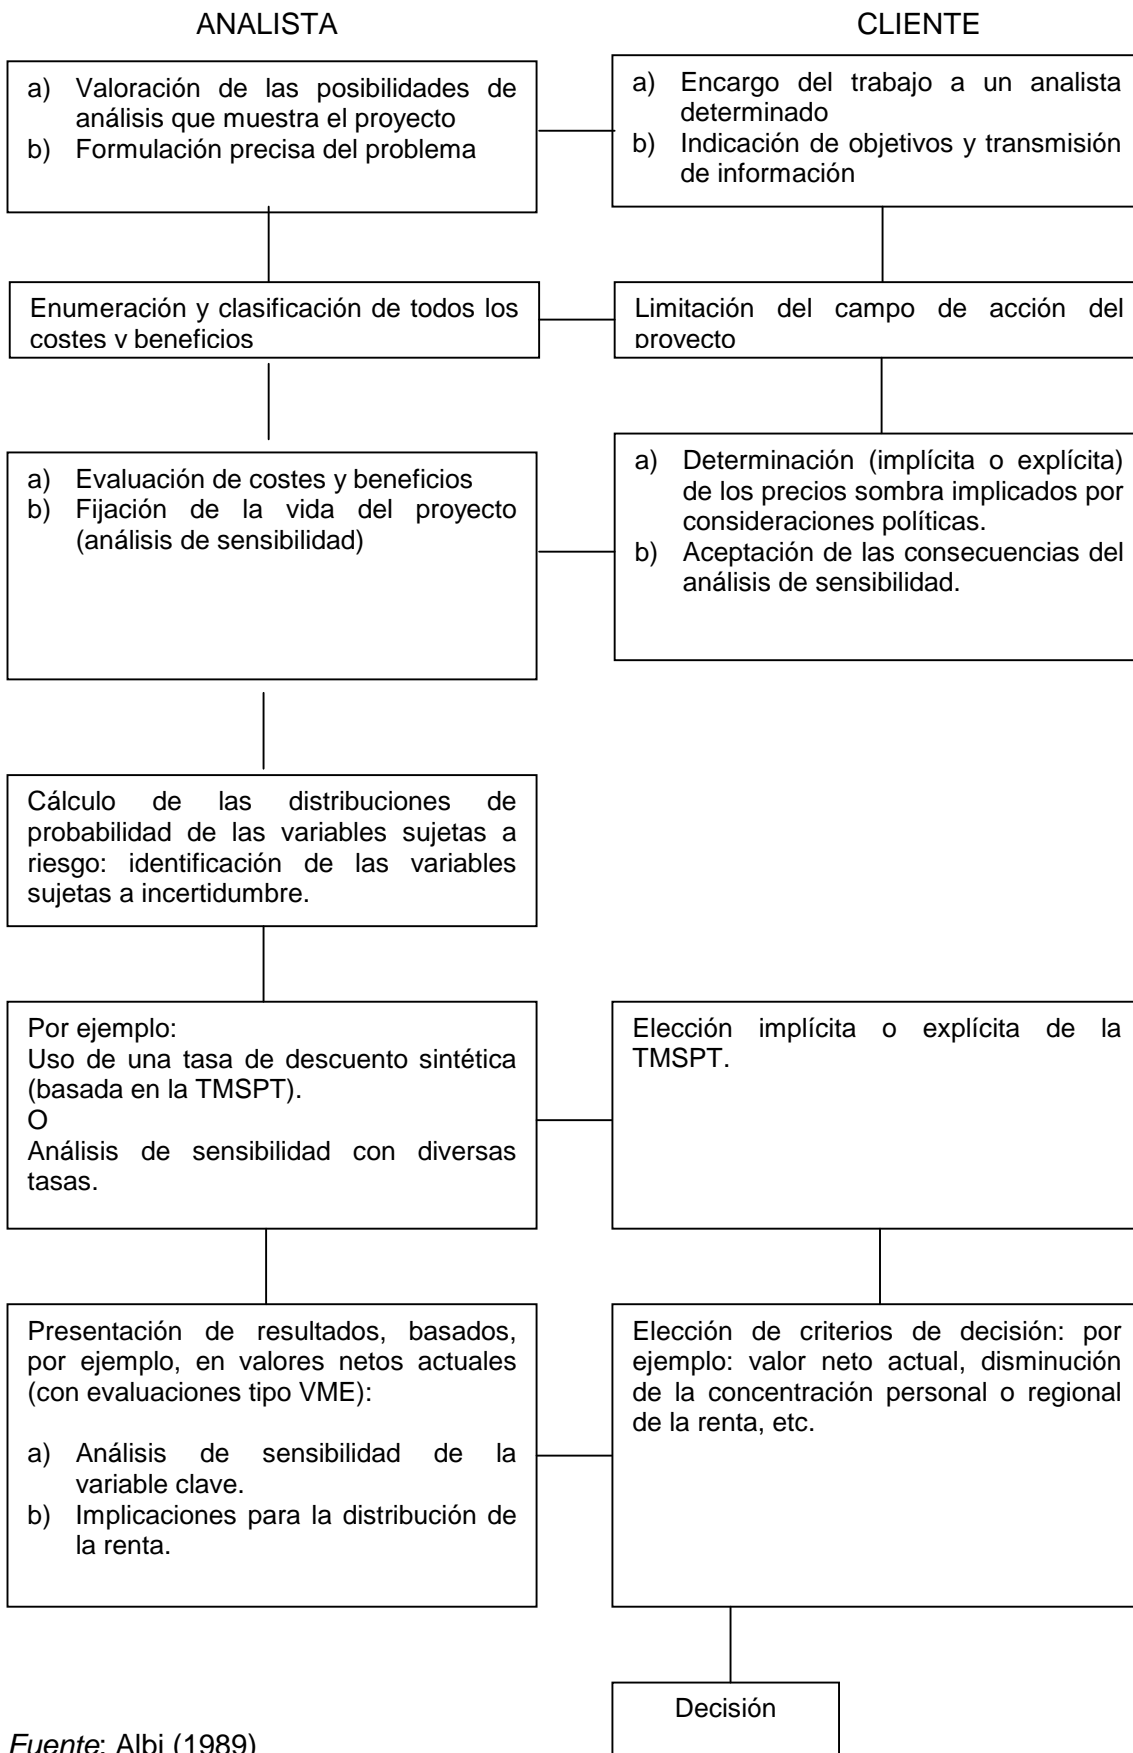 ANALISTA
CLIENTE
a) Valoración de las posibilidades de
análisis que muestra el proyecto
b) Formulación precisa del problema
a) Encargo del trabajo a un analista
determinado
b) Indicación de objetivos y transmisión
de información
Enumeración y clasificación de todos los
costes y beneficios
Limitación del campo de acción del
proyecto
a) Evaluación de costes y beneficios
b) Fijación de la vida del proyecto
(análisis de sensibilidad)
a) Determinación (implícita o explícita)
de los precios sombra implicados por
consideraciones políticas.
b) Aceptación de las consecuencias del
análisis de sensibilidad.
Cálculo de las distribuciones de
probabilidad de las variables sujetas a
riesgo: identificación de las variables
sujetas a incertidumbre.
Por ejemplo:
Uso de una tasa de descuento sintética
(basada en la TMSPT).
O
Análisis de sensibilidad con diversas
tasas.
Elección implícita o explícita de la
TMSPT.
Presentación de resultados, basados,
por ejemplo, en valores netos actuales
(con evaluaciones tipo VME):
a) Análisis de sensibilidad de la
variable clave.
b) Implicaciones para la distribución de
la renta.
Elección de criterios de decisión: por
ejemplo: valor neto actual, disminución
de la concentración personal o regional
de la renta, etc.
Decisión
Fuente: Albi (1989)